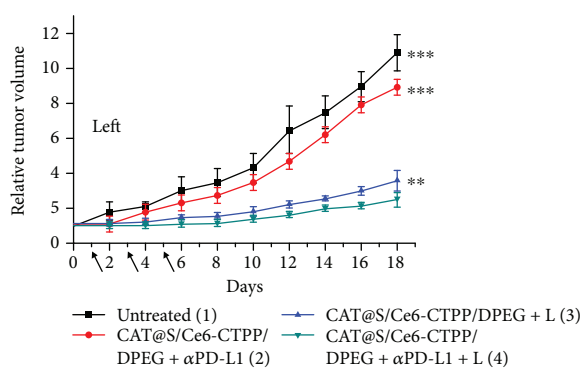 Relative tumor volume
12
10
8
6
4
5
0
Left
***
***
**
0 2 4 6 8 10 12 14 16 18
Days
Untreated (1)
CAT@S/Ce6-CTPP/
DPEG + αPD-L1 (2)
CAT@S/Ce6-CTPP/DPEG + L (3)
CAT@S/Ce6-CTPP/
DPEG + αPD-L1 + L (4)